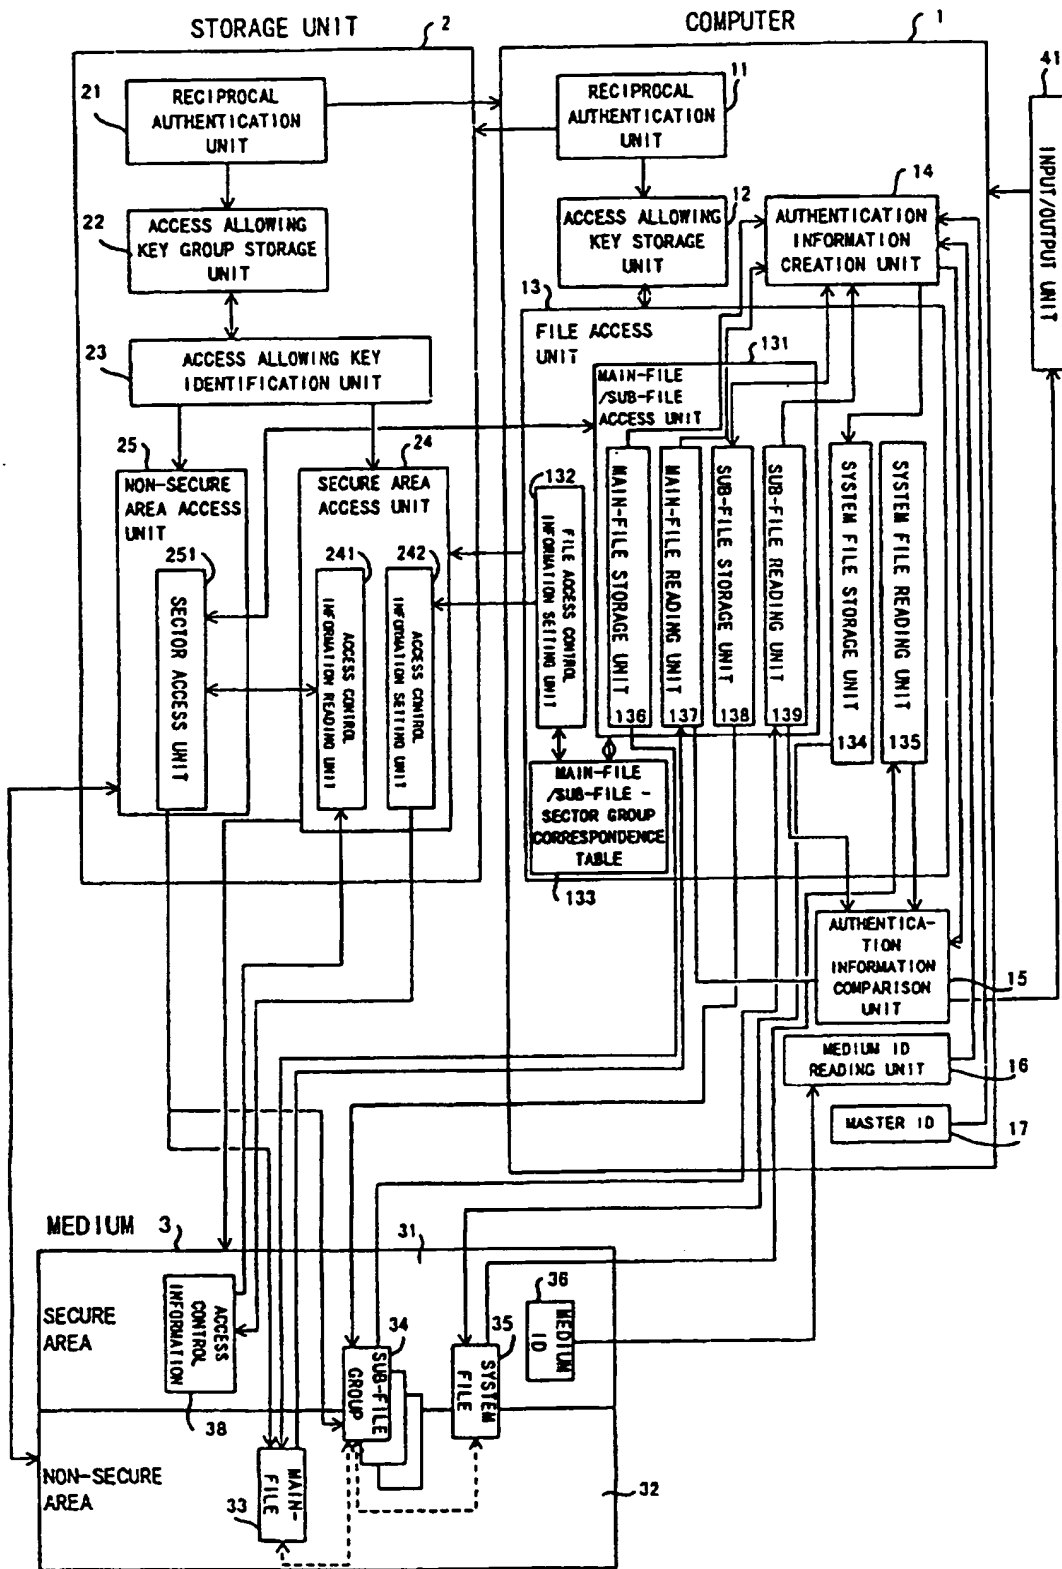 STORAGE UNIT
2
COMPUTER
1
41
21
RECIPROCAL
AUTHENTICATION
UNIT
11
RECIPROCAL
AUTHENTICATION
UNIT
INPUT/OUTPUT UNIT
22
ACCESS ALLOWING
KEY GROUP STORAGE
UNIT
12
ACCESS ALLOWING
KEY STORAGE
UNIT
14
AUTHENTICATION
INFORMATION
CREATION UNIT
23
ACCESS ALLOWING KEY
IDENTIFICATION UNIT
13
FILE ACCESS
UNIT
131
MAIN-FILE
/SUB-FILE
ACCESS UNIT
25
NON-SECURE
AREA ACCESS
UNIT
24
SECURE AREA
ACCESS UNIT
251
SECTOR ACCESS UNIT
241
ACCESS CONTROL
INFORMATION READING UNIT
242
ACCESS CONTROL
INFORMATION SETTING UNIT
132
FILE ACCESS CONTROL
INFORMATION SETTING UNIT
MAIN-FILE STORAGE UNIT
136
MAIN-FILE READING UNIT
137
SUB-FILE STORAGE UNIT
138
SUB-FILE READING UNIT
139
SYSTEM FILE STORAGE UNIT
134
SYSTEM FILE READING UNIT
135
MAIN-FILE
/SUB-FILE -
SECTOR GROUP
CORRESPONDENCE
TABLE
133
AUTHENTICA-
TION
INFORMATION
COMPARISON
UNIT
15
MEDIUM ID
READING UNIT
16
MASTER ID
17
MEDIUM 3
31
SECURE
AREA
ACCESS
CONTROL
INFORMATION
38
34
SUB-FILE
GROUP
35
SYSTEM
FILE
36
MEDIUM
ID
NON-SECURE
AREA
33
MAIN-
FILE
32